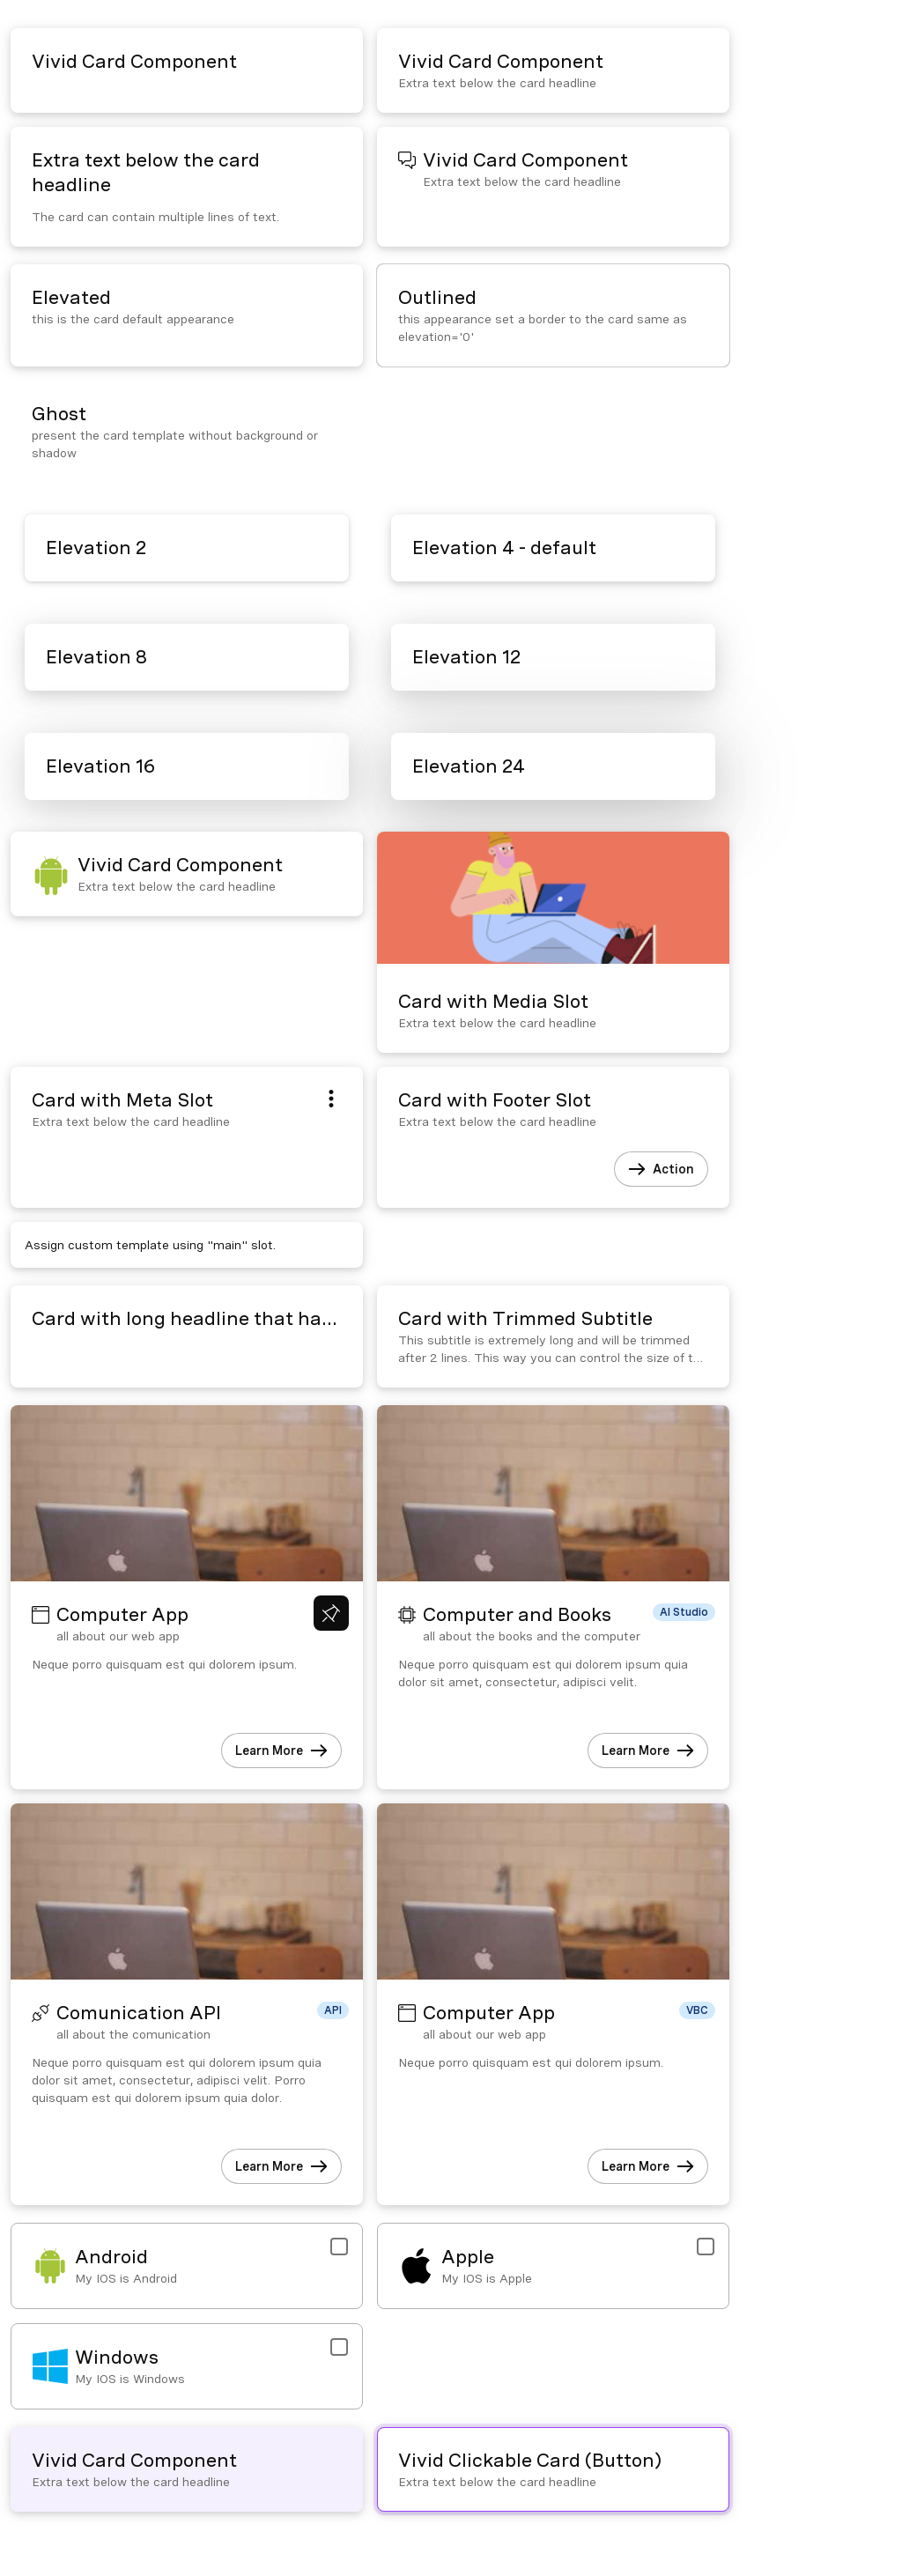 Vivid Card Component
Vivid Card Component
Extra text below the card headline
Extra text below the card
headline
The card can contain multiple lines of text.
Vivid Card Component
Extra text below the card headline
Elevated
this is the card default appearance
Outlined
this appearance set a border to the card same as
elevation='0'
Ghost
present the card template without background or
shadow
Elevation 2
Elevation 4 - default
Elevation 8
Elevation 12
Elevation 16
Elevation 24
Vivid Card Component
Extra text below the card headline
Card with Media Slot
Extra text below the card headline
Card with Meta Slot
Extra text below the card headline
Card with Footer Slot
Extra text below the card headline
Action
Assign custom template using "main" slot.
Card with long headline that ha...
Card with Trimmed Subtitle
This subtitle is extremely long and will be trimmed
after 2 lines. This way you can control the size of t...
Computer App
all about our web app
Neque porro quisquam est qui dolorem ipsum.
Learn More
Computer and Books
AI Studio
all about the books and the computer
Neque porro quisquam est qui dolorem ipsum quia
dolor sit amet, consectetur, adipisci velit.
Learn More
Comunication API
API
all about the comunication
Neque porro quisquam est qui dolorem ipsum quia
dolor sit amet, consectetur, adipisci velit. Porro
quisquam est qui dolorem ipsum quia dolor.
Learn More
Computer App
VBC
all about our web app
Neque porro quisquam est qui dolorem ipsum.
Learn More
Android
My IOS is Android
Apple
My IOS is Apple
Windows
My IOS is Windows
Vivid Card Component
Extra text below the card headline
Vivid Clickable Card (Button)
Extra text below the card headline